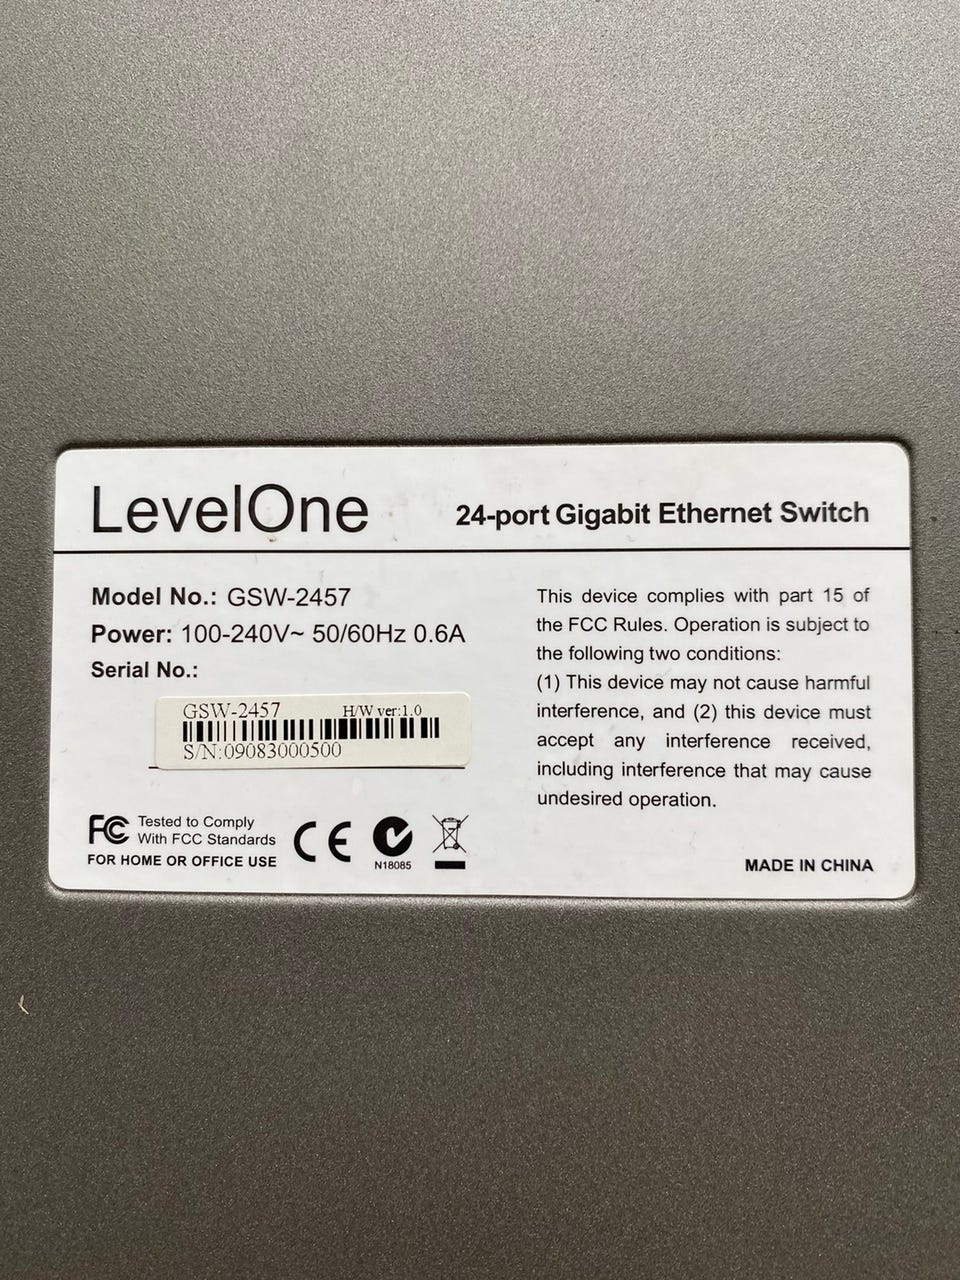 LevelOne
24-port Gigabit Ethernet Switch
Model No.: GSW-2457
Power: 100-240V~ 50/60Hz 0.6A
Serial No.:
GSW-2457 H/W ver:1.0
S/N:09083000500
FC Tested to Comply
With FCC Standards
FOR HOME OR OFFICE USE
CE
N18085
This device complies with part 15 of
the FCC Rules. Operation is subject to
the following two conditions:
(1) This device may not cause harmful
interference, and (2) this device must
accept any interference received,
including interference that may cause
undesired operation.
MADE IN CHINA